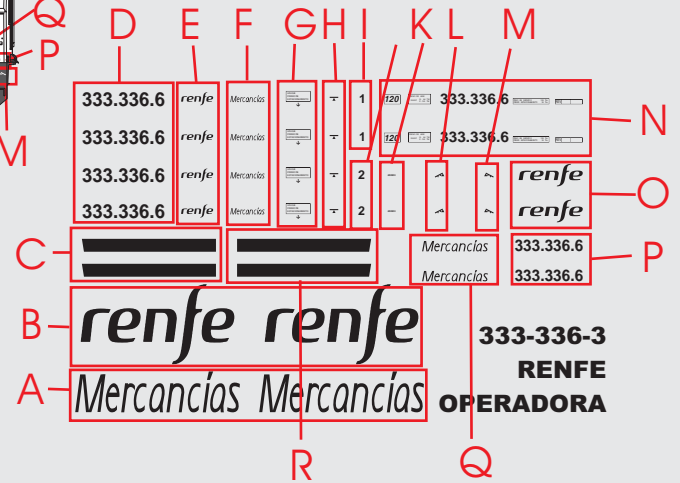 Q
P
M
D E F G H I K L M
333.336.6 renfe Mercancías 1 120 333.336.6
333.336.6 renfe Mercancías 1 120 333.336.6
N
333.336.6 renfe Mercancías 2 renfe
333.336.6 renfe Mercancías 2 renfe
O
C
Mercancías 333.336.6
Mercancías 333.336.6
P
B
renfe renfe
A
Mercancías Mercancías
333-336-3
RENFE
OPERADORA
R Q